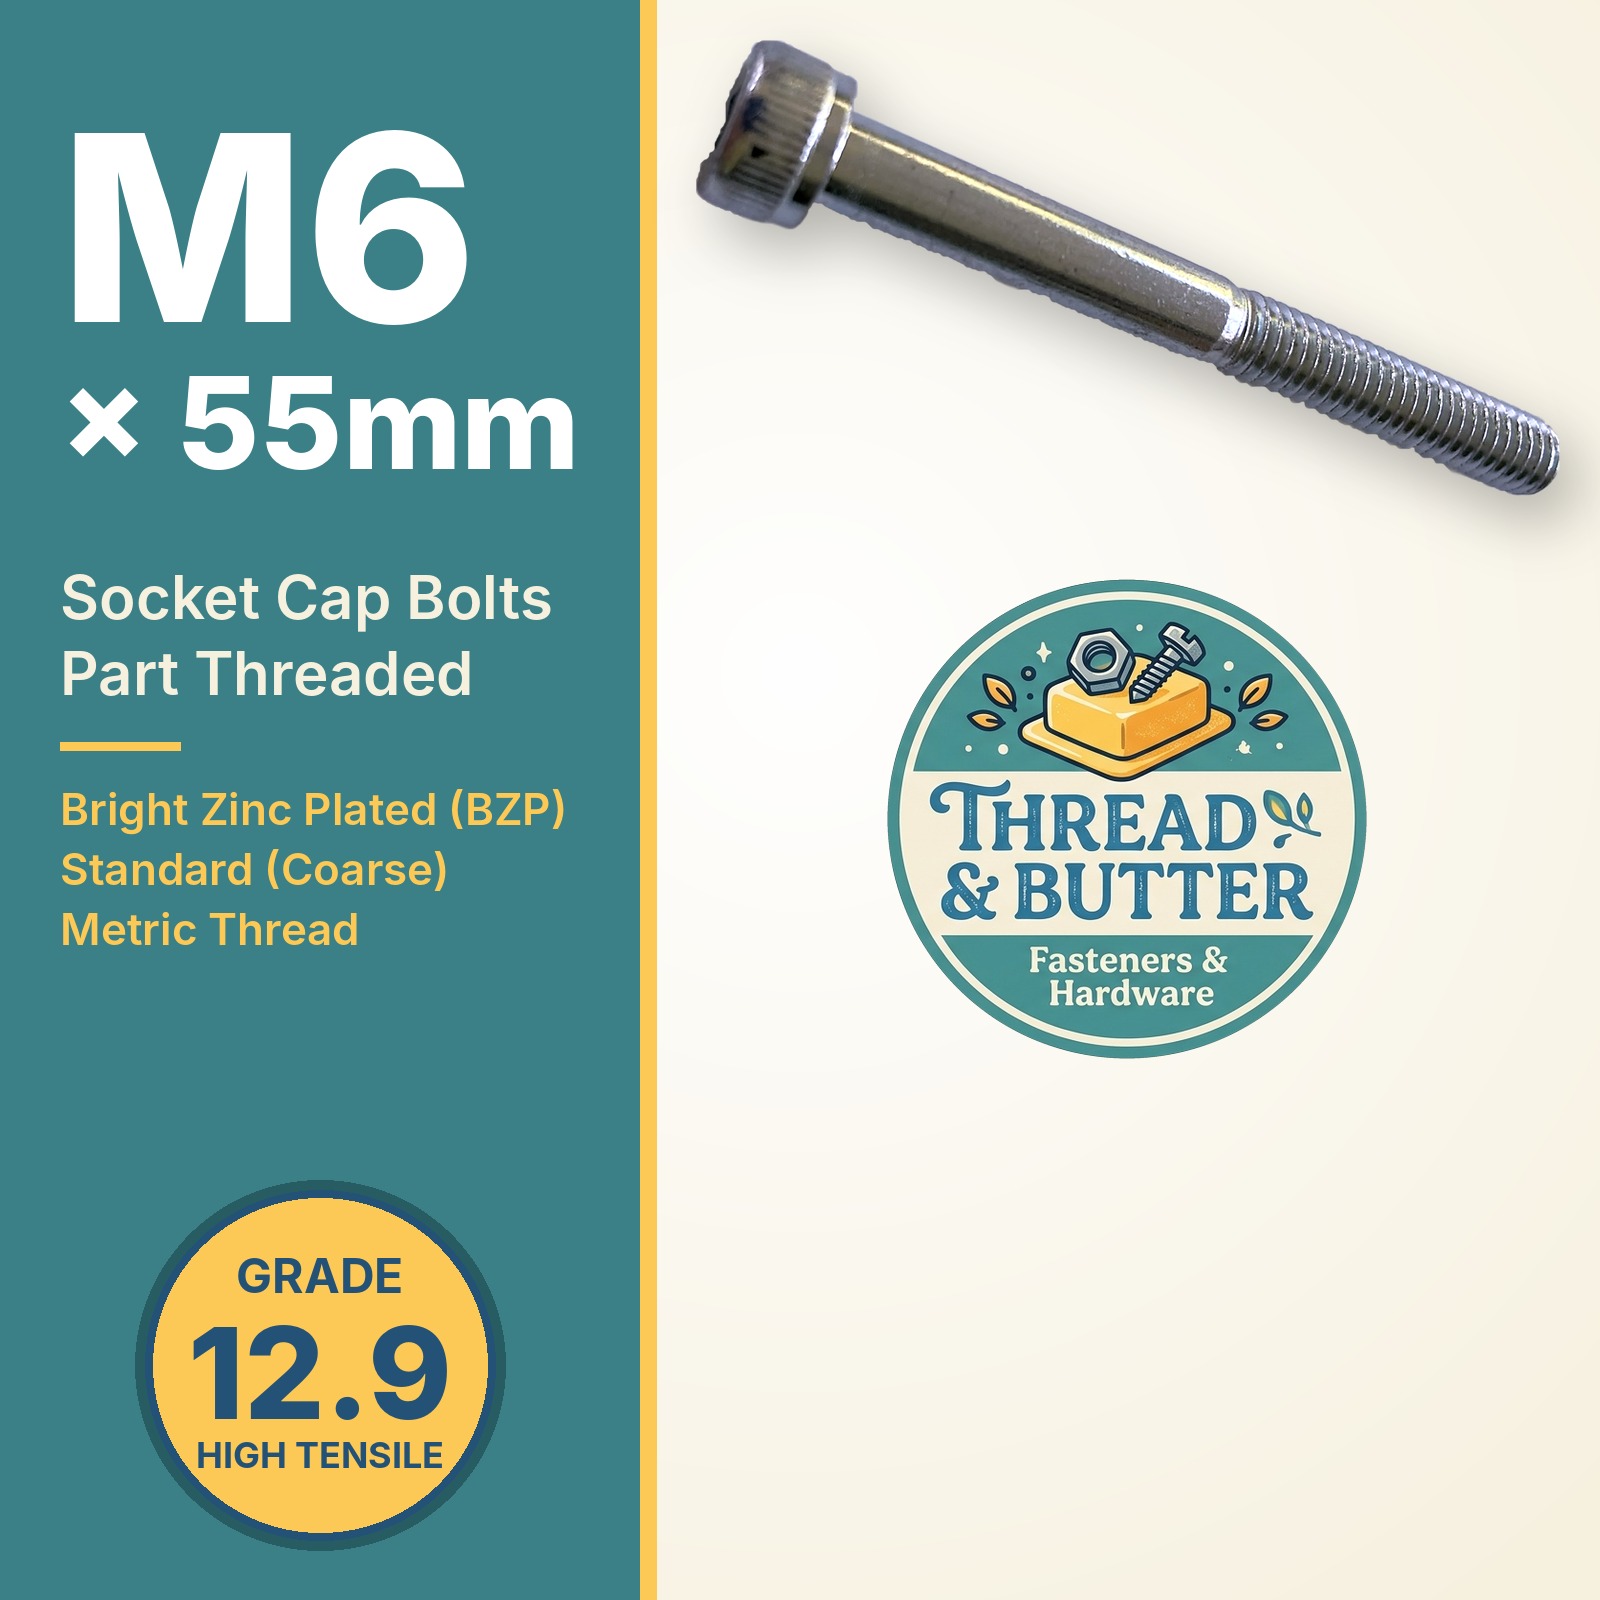 M6
× 55mm
Socket Cap Bolts
Part Threaded
Bright Zinc Plated (BZP)
Standard (Coarse)
Metric Thread
GRADE
12.9
HIGH TENSILE
THREAD
& BUTTER
Fasteners &
Hardware